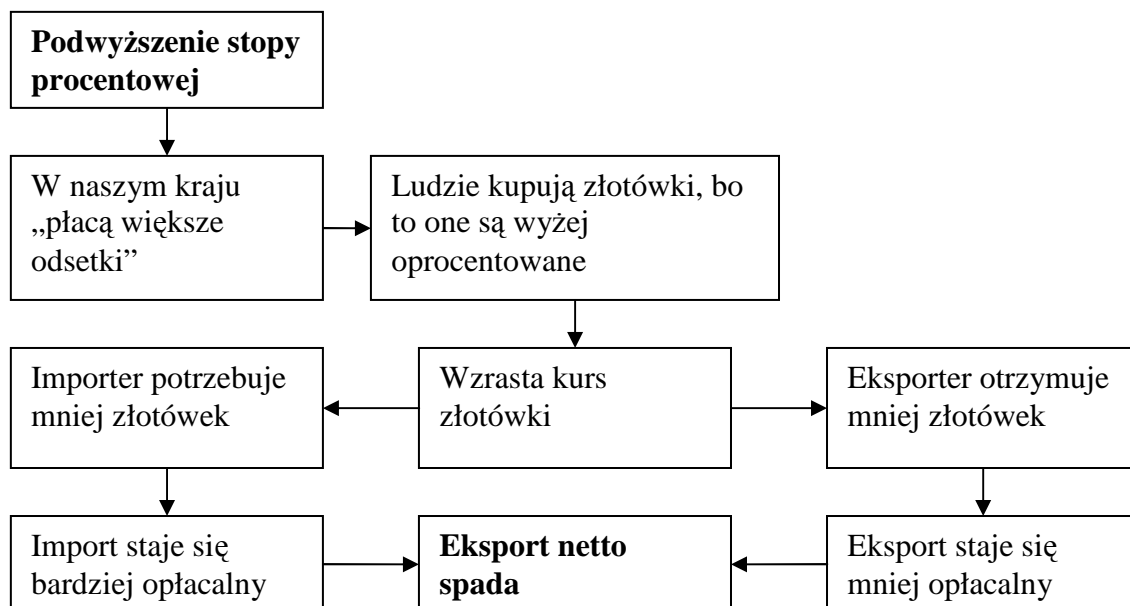 Podwyższenie stopy
procentowej
W naszym kraju
„płacą większe
odsetki”
Ludzie kupują złotówki, bo
to one są wyżej
oprocentowane
Importer potrzebuje
mniej złotówek
Wzrasta kurs
złotówki
Eksporter otrzymuje
mniej złotówek
Import staje się
bardziej opłacalny
Eksport netto
spada
Eksport staje się
mniej opłacalny